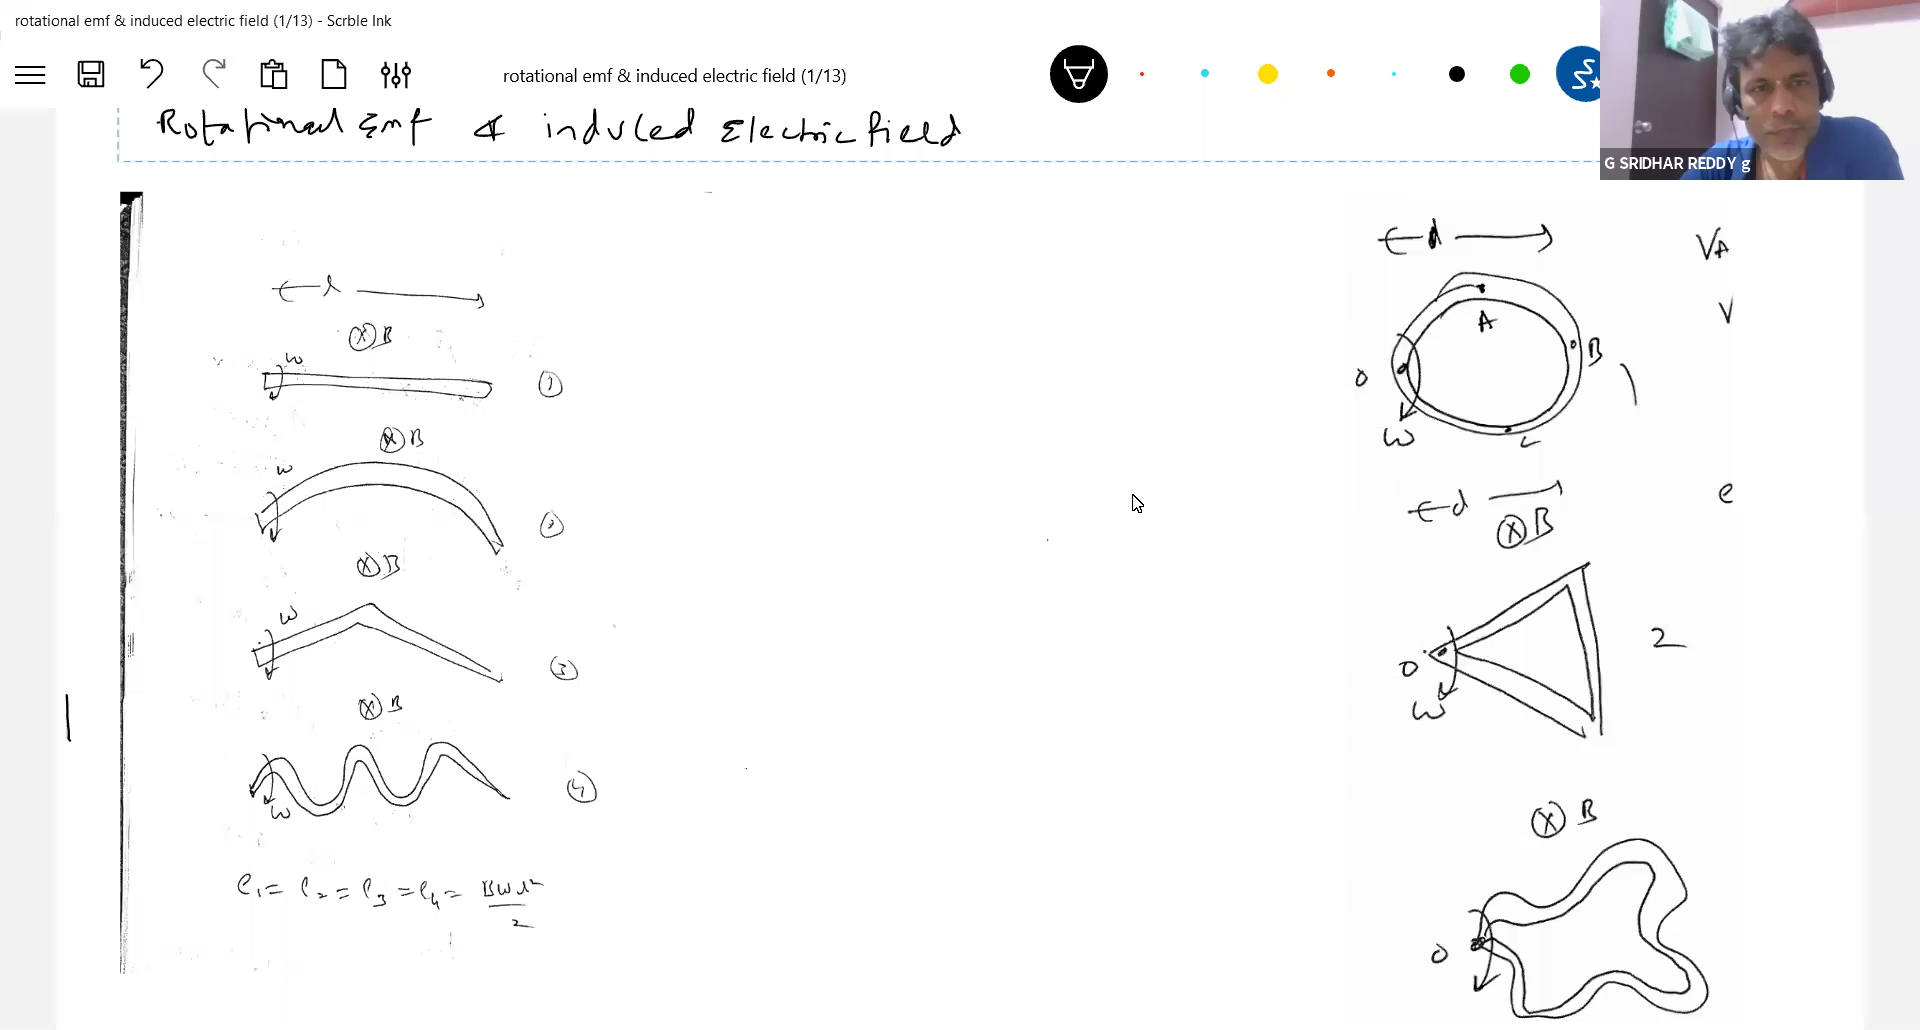 rotational emf & induced electric field (1/13) - Scrble Ink
rotational emf & induced electric field (1/13)
G SRIDHAR REDDY g
Rotational Emf & induced Electric field
l
⊗ B
w
1
⊗ B
w
2
⊗ B
w
3
⊗ B
w
4
e₁ = e₂ = e₃ = e₄ = Bwl²/2
d
VA
V
A
B
O
w
C
d
e
⊗ B
O
w
2
⊗ B
O